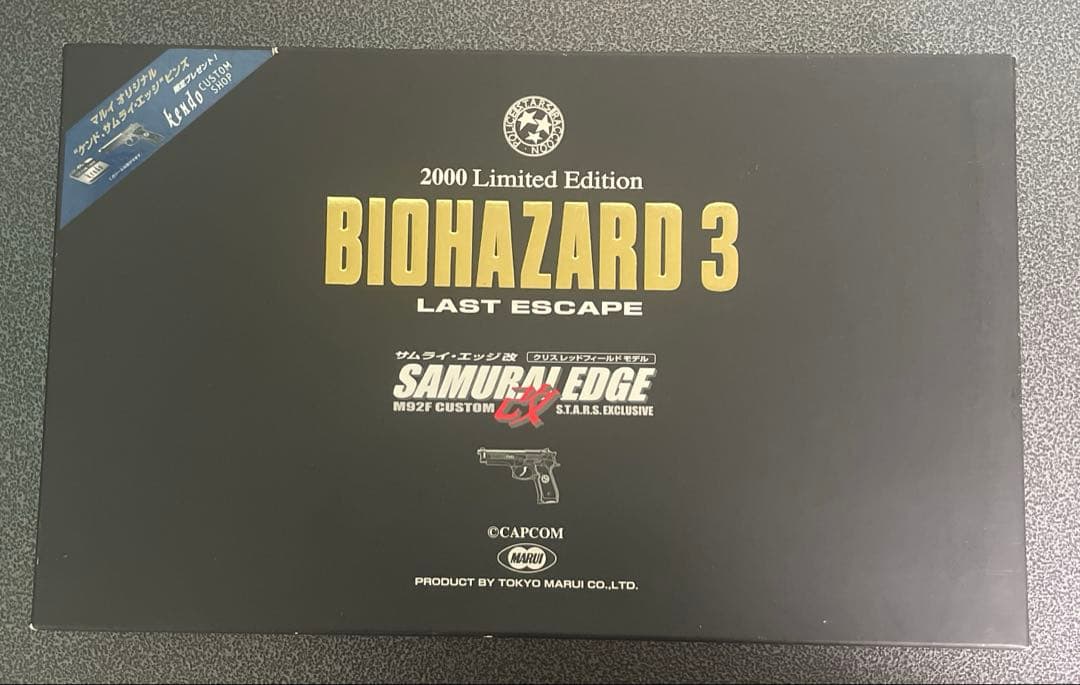 マルイ オリジナル
"ケンド・サムライ・エッジ"ピンズ
限定プレゼント!
kendo CUSTOM
SHOP
S.T.A.R.S. RACCOON POLICE
2000 Limited Edition
BIOHAZARD 3
LAST ESCAPE
サムライ・エッジ改 クリス レッドフィールド モデル
SAMURAI EDGE
改
M92F CUSTOM S.T.A.R.S. EXCLUSIVE
©CAPCOM
MARUI
PRODUCT BY TOKYO MARUI CO.,LTD.